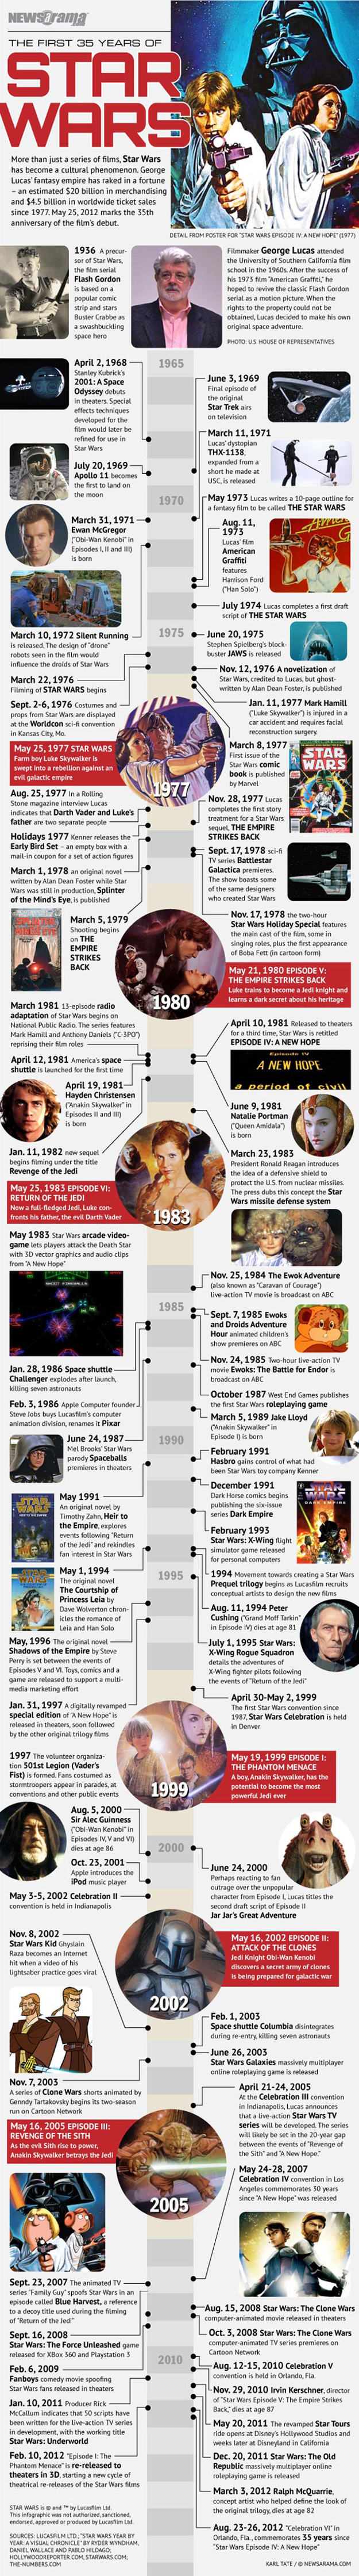 NEWSarama
THE FIRST 35 YEARS OF
STAR
WARS
More than just a series of films, Star Wars
has become a cultural phenomenon. George
Lucas' fantasy empire has raked in a fortune
– an estimated $20 billion in merchandising
and $4.5 billion in worldwide ticket sales
since 1977. May 25, 2012 marks the 35th
anniversary of the film's debut.
DETAIL FROM POSTER FOR "STAR WARS EPISODE IV: A NEW HOPE" (1977)
1936 A precur-
sor of Star Wars,
the film serial
Flash Gordon
is based on a
popular comic
strip and stars
Buster Crabbe as
a swashbuckling
space hero
Filmmaker George Lucas attended
the University of Southern California film
school in the 1960s. After the success of
his 1973 film "American Graffiti," he
hoped to revive the classic Flash Gordon
serial as a motion picture. When the
rights to the property could not be
obtained, Lucas decided to make his own
original space adventure.
PHOTO: U.S. HOUSE OF REPRESENTATIVES
1965
April 2, 1968
Stanley Kubrick's
2001: A Space
Odyssey debuts
in theaters. Special
effects techniques
developed for the
film would later be
refined for use in
Star Wars
June 3, 1969
Final episode of
the original
Star Trek airs
on television
March 11, 1971
Lucas' dystopian
THX-1138,
expanded from a
short he made at
USC, is released
July 20, 1969
Apollo 11 becomes
the first to land on
the moon
1970
May 1973 Lucas writes a 10-page outline for
a fantasy film to be called THE STAR WARS
March 31, 1971
Ewan McGregor
("Obi-Wan Kenobi" in
Episodes I, II and III)
is born
Aug. 11,
1973
Lucas' film
American
Graffiti
features
Harrison Ford
("Han Solo")
July 1974 Lucas completes a first draft
script of THE STAR WARS
March 10, 1972 Silent Running
is released. The design of "drone"
robots seen in the film would
influence the droids of Star Wars
1975
June 20, 1975
Stephen Spielberg's block-
buster JAWS is released
March 22, 1976
Filming of STAR WARS begins
Nov. 12, 1976 A novelization of
Star Wars, credited to Lucas, but ghost-
written by Alan Dean Foster, is published
Sept. 2-6, 1976 Costumes and
props from Star Wars are displayed
at the Worldcon sci-fi convention
in Kansas City, Mo.
Jan. 11, 1977 Mark Hamill
("Luke Skywalker") is injured in a
car accident and requires facial
reconstruction surgery.
May 25, 1977 STAR WARS
Farm boy Luke Skywalker is
swept into a rebellion against an
evil galactic empire
1977
March 8, 1977
First issue of the
Star Wars comic
book is published
by Marvel
STAR
WARS
Aug. 25, 1977 In a Rolling
Stone magazine interview Lucas
indicates that Darth Vader and Luke's
father are two separate people
Nov. 28, 1977 Lucas
completes the first story
treatment for a Star Wars
sequel, THE EMPIRE
STRIKES BACK
Holidays 1977 Kenner releases the
Early Bird Set – an empty box with a
mail-in coupon for a set of action figures
Sept. 17, 1978 sci-fi
TV series Battlestar
Galactica premieres.
The show boasts some
of the same designers
who created Star Wars
March 1, 1978 an original novel
written by Alan Dean Foster while Star
Wars was still in production, Splinter
of the Mind's Eye, is published
Nov. 17, 1978 the two-hour
Star Wars Holiday Special features
the main cast of the film, some in
singing roles, plus the first appearance
of Boba Fett (in cartoon form)
March 5, 1979
Shooting begins
on THE
EMPIRE
STRIKES
BACK
1980
May 21, 1980 EPISODE V:
THE EMPIRE STRIKES BACK
Luke trains to become a Jedi knight and
learns a dark secret about his heritage
March 1981 13-episode radio
adaptation of Star Wars begins on
National Public Radio. The series features
Mark Hamill and Anthony Daniels ("C-3PO")
reprising their film roles
April 10, 1981 Released to theaters
for a third time, Star Wars is retitled
EPISODE IV: A NEW HOPE
Episode IV
A NEW HOPE
a period of civil
April 12, 1981 America's space
shuttle is launched for the first time
April 19, 1981
Hayden Christensen
("Anakin Skywalker" in
Episodes II and III)
is born
June 9, 1981
Natalie Portman
("Queen Amidala")
is born
Jan. 11, 1982 new sequel
begins filming under the title
Revenge of the Jedi
March 23, 1983
President Ronald Reagan introduces
the idea of a defensive shield to
protect the U.S. from nuclear missiles.
The press dubs this concept the Star
Wars missile defense system
May 25, 1983 EPISODE VI:
RETURN OF THE JEDI
Now a full-fledged Jedi, Luke con-
fronts his father, the evil Darth Vader
1983
May 1983 Star Wars arcade video-
game lets players attack the Death Star
with 3D vector graphics and audio clips
from "A New Hope"
Nov. 25, 1984 The Ewok Adventure
(also known as "Caravan of Courage")
live-action TV movie is broadcast on ABC
1985
Sept. 7, 1985 Ewoks
and Droids Adventure
Hour animated children's
show premieres on ABC
Nov. 24, 1985 Two-hour live-action TV
movie Ewoks: The Battle for Endor is
broadcast on ABC
Jan. 28, 1986 Space shuttle
Challenger explodes after launch,
killing seven astronauts
October 1987 West End Games publishes
the first Star Wars roleplaying game
Feb. 3, 1986 Apple Computer founder
Steve Jobs buys Lucasfilm's computer
animation division, renames it Pixar
March 5, 1989 Jake Lloyd
("Anakin Skywalker" in
Episode I) is born
June 24, 1987
Mel Brooks' Star Wars
parody Spaceballs
premieres in theaters
1990
February 1991
Hasbro gains control of what had
been Star Wars toy company Kenner
December 1991
Dark Horse comics begins
publishing the six-issue
series Dark Empire
May 1991
An original novel by
Timothy Zahn, Heir to
the Empire, explores
events following "Return
of the Jedi" and rekindles
fan interest in Star Wars
February 1993
Star Wars: X-Wing flight
simulator game released
for personal computers
May 1, 1994
The original novel
The Courtship of
Princess Leia by
Dave Wolverton chron-
icles the romance of
Leia and Han Solo
1995
1994 Movement towards creating a Star Wars
Prequel trilogy begins as Lucasfilm recruits
conceptual artists to design the new films
Aug. 11, 1994 Peter
Cushing ("Grand Moff Tarkin"
in Episode IV) dies at age 81
May, 1996 The original novel
Shadows of the Empire by Steve
Perry is set between the events of
Episodes V and VI. Toys, comics and a
game are released to support a multi-
media marketing effort
July 1, 1995 Star Wars:
X-Wing Rogue Squadron
details the adventures of
X-Wing fighter pilots following
the events of "Return of the Jedi"
Jan. 31, 1997 A digitally revamped
special edition of "A New Hope" is
released in theaters, soon followed
by the other original trilogy films
April 30-May 2, 1999
The first Star Wars convention since
1987, Star Wars Celebration is held
in Denver
1997 The volunteer organiza-
tion 501st Legion (Vader's
Fist) is formed. Fans costumed as
stormtroopers appear in parades, at
conventions and other public events
1999
May 19, 1999 EPISODE I:
THE PHANTOM MENACE
A boy, Anakin Skywalker, has the
potential to become the most
powerful Jedi ever
Aug. 5, 2000
Sir Alec Guinness
("Obi-Wan Kenobi" in
Episodes IV, V and VI)
dies at age 86
2000
Oct. 23, 2001
Apple introduces the
iPod music player
June 24, 2000
Perhaps reacting to fan
outrage over the unpopular
character from Episode I, Lucas titles the
second draft script of Episode II
Jar Jar's Great Adventure
May 3-5, 2002 Celebration II
convention is held in Indianapolis
Nov. 8, 2002
Star Wars Kid Ghyslain
Raza becomes an Internet
hit when a video of his
lightsaber practice goes viral
May 16, 2002 EPISODE II:
ATTACK OF THE CLONES
Jedi Knight Obi-Wan Kenobi
discovers a secret army of clones
is being prepared for galactic war
2002
Feb. 1, 2003
Space shuttle Columbia disintegrates
during re-entry, killing seven astronauts
June 26, 2003
Star Wars Galaxies massively multiplayer
online roleplaying game is released
Nov. 7, 2003
A series of Clone Wars shorts animated by
Genndy Tartakovsky begins its two-season
run on Cartoon Network
April 21-24, 2005
At the Celebration III convention
in Indianapolis, Lucas announces
that a live-action Star Wars TV
series will be developed. The series
will likely be set in the 20-year gap
between the events of "Revenge of
the Sith" and "A New Hope."
May 16, 2005 EPISODE III:
REVENGE OF THE SITH
As the evil Sith rise to power,
Anakin Skywalker betrays the Jedi
2005
May 24-28, 2007
Celebration IV convention in Los
Angeles commemorates 30 years
since "A New Hope" was released
Sept. 23, 2007 The animated TV
series "Family Guy" spoofs Star Wars in an
episode called Blue Harvest, a reference
to a decoy title used during the filming
of "Return of the Jedi"
Aug. 15, 2008 Star Wars: The Clone Wars
computer-animated movie released in theaters
Sept. 16, 2008
Star Wars: The Force Unleashed game
released for XBox 360 and Playstation 3
Oct. 3, 2008 Star Wars: The Clone Wars
computer-animated TV series premieres on
Cartoon Network
2010
Feb. 6, 2009
Fanboys comedy movie spoofing
Star Wars fans released in theaters
Aug. 12-15, 2010 Celebration V
convention is held in Orlando, Fla.
Nov. 29, 2010 Irvin Kerschner, director
of "Star Wars Episode V: The Empire Strikes
Back," dies at age 87
Jan. 10, 2011 Producer Rick
McCallum indicates that 50 scripts have
been written for the live-action TV series
in development, with the working title
Star Wars: Underworld
May 20, 2011 The revamped Star Tours
ride opens at Disney's Hollywood Studios and
weeks later at Disneyland in California
Feb. 10, 2012 "Episode I: The
Phantom Menace" is re-released to
theaters in 3D, starting a new cycle of
theatrical re-releases of the Star Wars films
Dec. 20, 2011 Star Wars: The Old
Republic massively multiplayer online
roleplaying game is released
March 3, 2012 Ralph McQuarrie,
concept artist who helped define the look of
the original trilogy, dies at age 82
Aug. 23-26, 2012 "Celebration VI" in
Orlando, Fla., commemorates 35 years since
"Star Wars Episode IV: A New Hope"
STAR WARS is © and ™ by Lucasfilm Ltd.
This infographic was not authorized, sanctioned,
endorsed, approved or produced by Lucasfilm Ltd.
SOURCES: LUCASFILM LTD.; "STAR WARS YEAR BY
YEAR: A VISUAL CHRONICLE" BY RYDER WINDHAM,
DANIEL WALLACE AND PABLO HIDALGO;
HOLLYWOODREPORTER.COM, STARWARS.COM;
THE-NUMBERS.COM
KARL TATE / © NEWSARAMA.COM